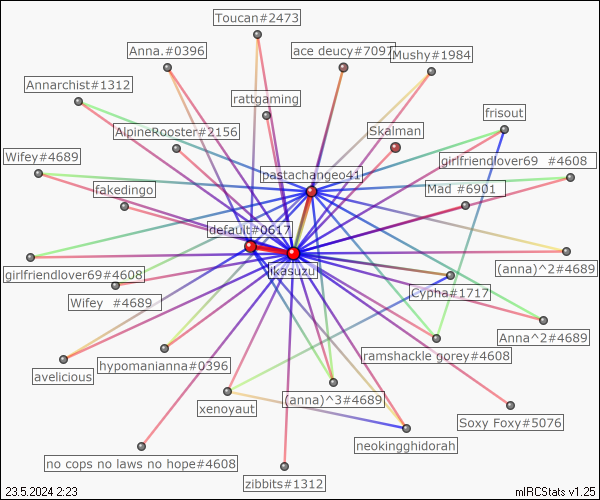 Toucan#2473
Anna.#0396
ace deucy#7097
Mushy#1984
Annarchist#1312
rattgaming
frisout
AlpineRooster#2156
Skalman
Wifey#4689
girlfriendlover69 #4608
pastachangeo41
fakedingo
Mad #6901
default#0617
ikasuzu
(anna)^2#4689
girlfriendlover69#4608
Wifey #4689
Cypha#1717
Anna^2#4689
ramshackle gorey#4608
hypomanianna#0396
avelicious
(anna)^3#4689
xenoyaut
Soxy Foxy#5076
neokingghidorah
no cops no laws no hope#4608
zibbits#1312
23.5.2024 2:23
mIRCStats v1.25